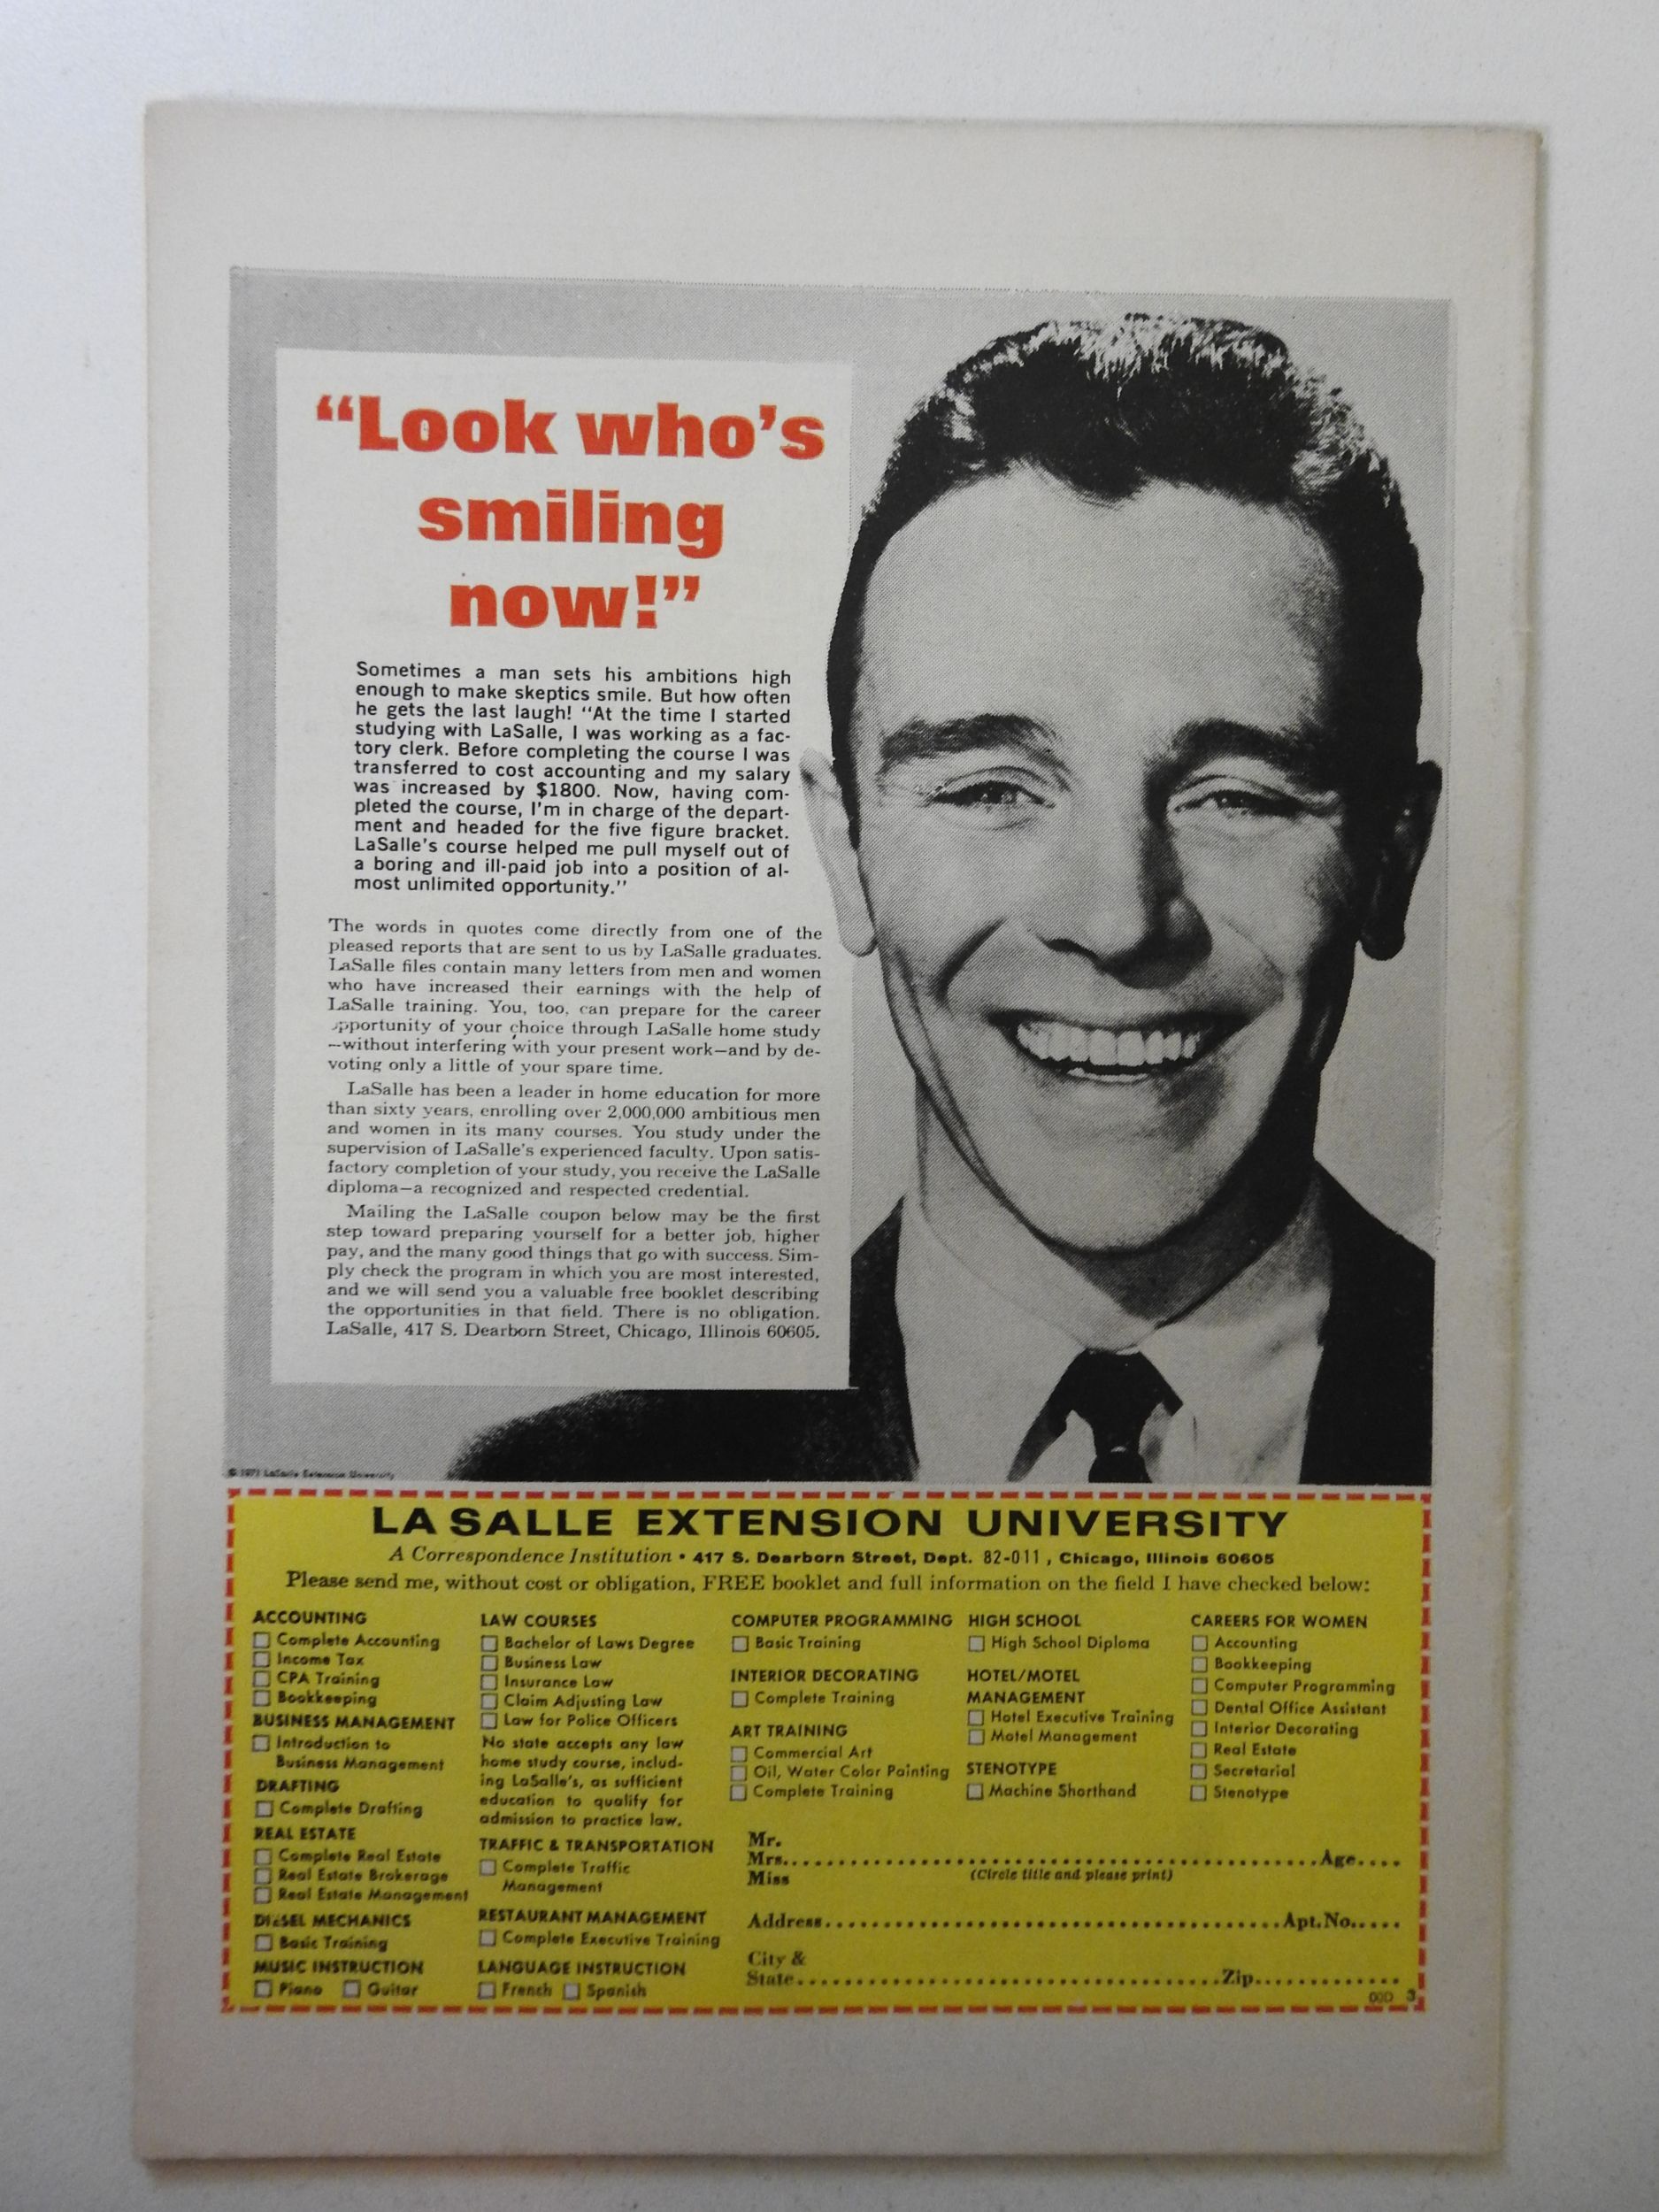 “Look who's
smiling
now!”
Sometimes a man sets his ambitions high
enough to make skeptics smile. But how often
he gets the last laugh! “At the time I started
studying with LaSalle, I was working as a fac-
tory clerk. Before completing the course I was
transferred to cost accounting and my salary
was increased by $1800. Now, having com-
pleted the course, I'm in charge of the depart-
ment and headed for the five figure bracket.
LaSalle's course helped me pull myself out of
a boring and ill-paid job into a position of al-
most unlimited opportunity.”
The words in quotes come directly from one of the
pleased reports that are sent to us by LaSalle graduates.
LaSalle files contain many letters from men and women
who have increased their earnings with the help of
LaSalle training. You, too, can prepare for the career
opportunity of your choice through LaSalle home study
—without interfering with your present work—and by de-
voting only a little of your spare time.
LaSalle has been a leader in home education for more
than sixty years, enrolling over 2,000,000 ambitious men
and women in its many courses. You study under the
supervision of LaSalle's experienced faculty. Upon satis-
factory completion of your study, you receive the LaSalle
diploma—a recognized and respected credential.
Mailing the LaSalle coupon below may be the first
step toward preparing yourself for a better job, higher
pay, and the many good things that go with success. Sim-
ply check the program in which you are most interested,
and we will send you a valuable free booklet describing
the opportunities in that field. There is no obligation.
LaSalle, 417 S. Dearborn Street, Chicago, Illinois 60605.
© 1971 LaSalle Extension University
LA SALLE EXTENSION UNIVERSITY
A Correspondence Institution • 417 S. Dearborn Street, Dept. 82-011, Chicago, Illinois 60605
Please send me, without cost or obligation, FREE booklet and full information on the field I have checked below:
ACCOUNTING
Complete Accounting
Income Tax
CPA Training
Bookkeeping
BUSINESS MANAGEMENT
Introduction to
Business Management
DRAFTING
Complete Drafting
REAL ESTATE
Complete Real Estate
Real Estate Brokerage
Real Estate Management
DIESEL MECHANICS
Basic Training
MUSIC INSTRUCTION
Piano Guitar
LAW COURSES
Bachelor of Laws Degree
Business Law
Insurance Law
Claim Adjusting Law
Law for Police Officers
No state accepts any law
home study course, includ-
ing LaSalle's, as sufficient
education to qualify for
admission to practice law.
TRAFFIC & TRANSPORTATION
Complete Traffic
Management
RESTAURANT MANAGEMENT
Complete Executive Training
LANGUAGE INSTRUCTION
French Spanish
COMPUTER PROGRAMMING
Basic Training
INTERIOR DECORATING
Complete Training
ART TRAINING
Commercial Art
Oil, Water Color Painting
Complete Training
HIGH SCHOOL
High School Diploma
HOTEL/MOTEL
MANAGEMENT
Hotel Executive Training
Motel Management
STENOTYPE
Machine Shorthand
CAREERS FOR WOMEN
Accounting
Bookkeeping
Computer Programming
Dental Office Assistant
Interior Decorating
Real Estate
Secretarial
Stenotype
Mr.
Mrs. Age
Miss (Circle title and please print)
Address Apt.No.
City &
State Zip
3